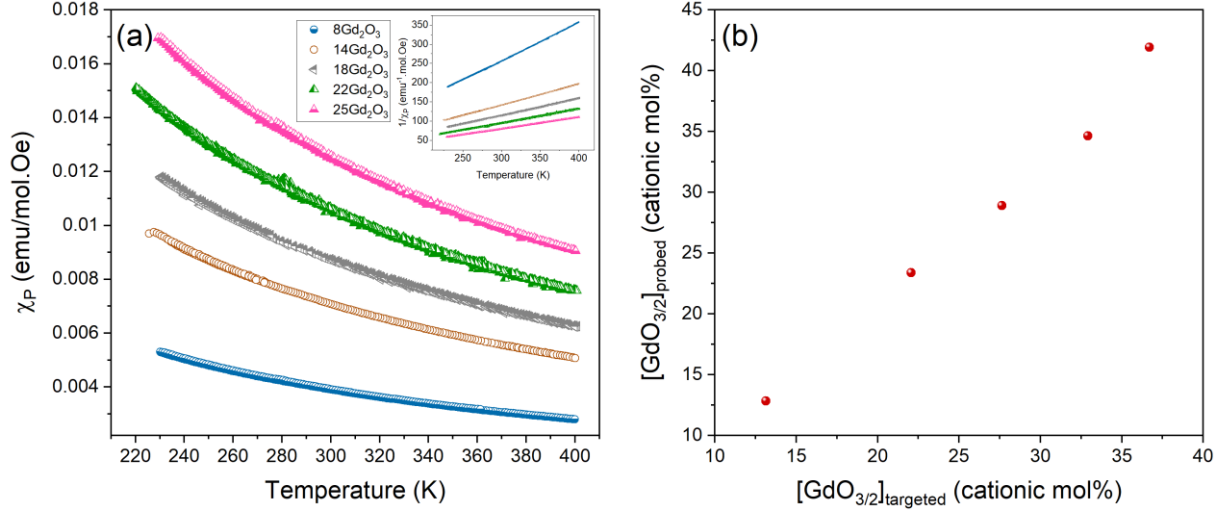 (a)
8Gd₂O₃
14Gd₂O₃
18Gd₂O₃
22Gd₂O₃
25Gd₂O₃
350
300
250
200
150
100
50
1/χP (emu⁻¹.mol.Oe)
250 300 350 400
Temperature (K)
0.018
0.016
0.014
0.012
0.01
0.008
0.006
0.004
χP (emu/mol.Oe)
220 240 260 280 300 320 340 360 380 400
Temperature (K)
(b)
45
40
35
30
25
20
15
10
[GdO3/2]probed (cationic mol%)
10 15 20 25 30 35 40
[GdO3/2]targeted (cationic mol%)